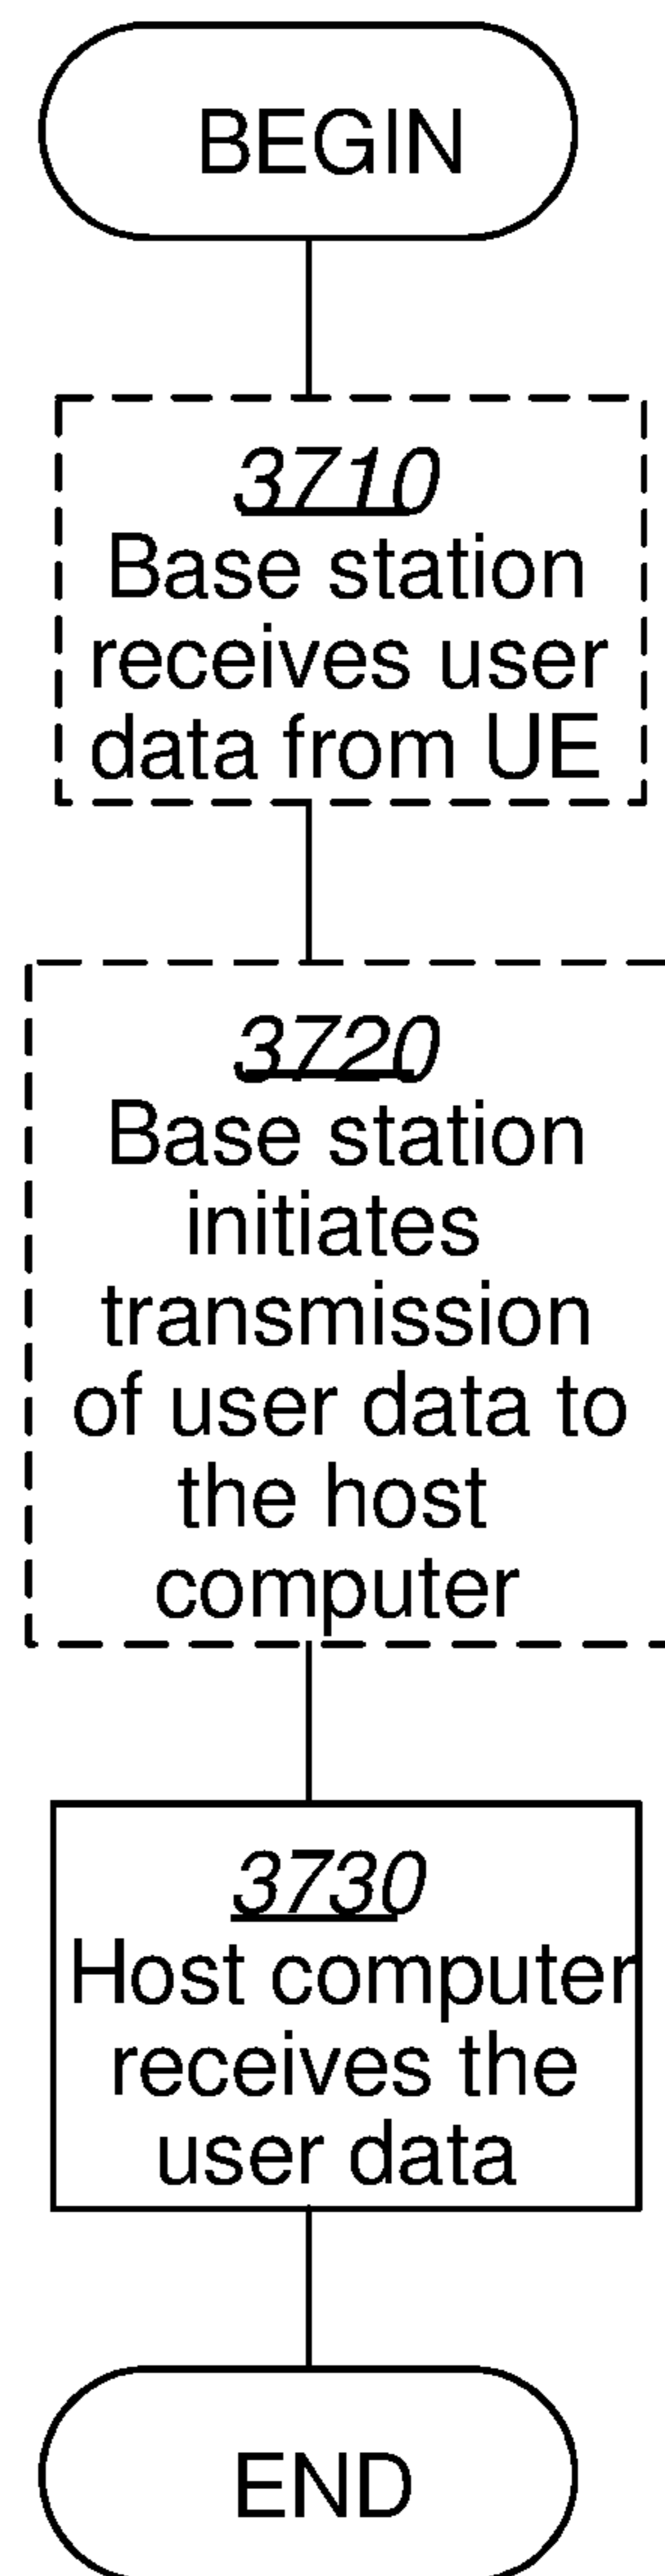 BEGIN
3710
Base station
receives user
data from UE
3720
Base station
initiates
transmission
of user data to
the host
computer
3730
Host computer
receives the
user data
END